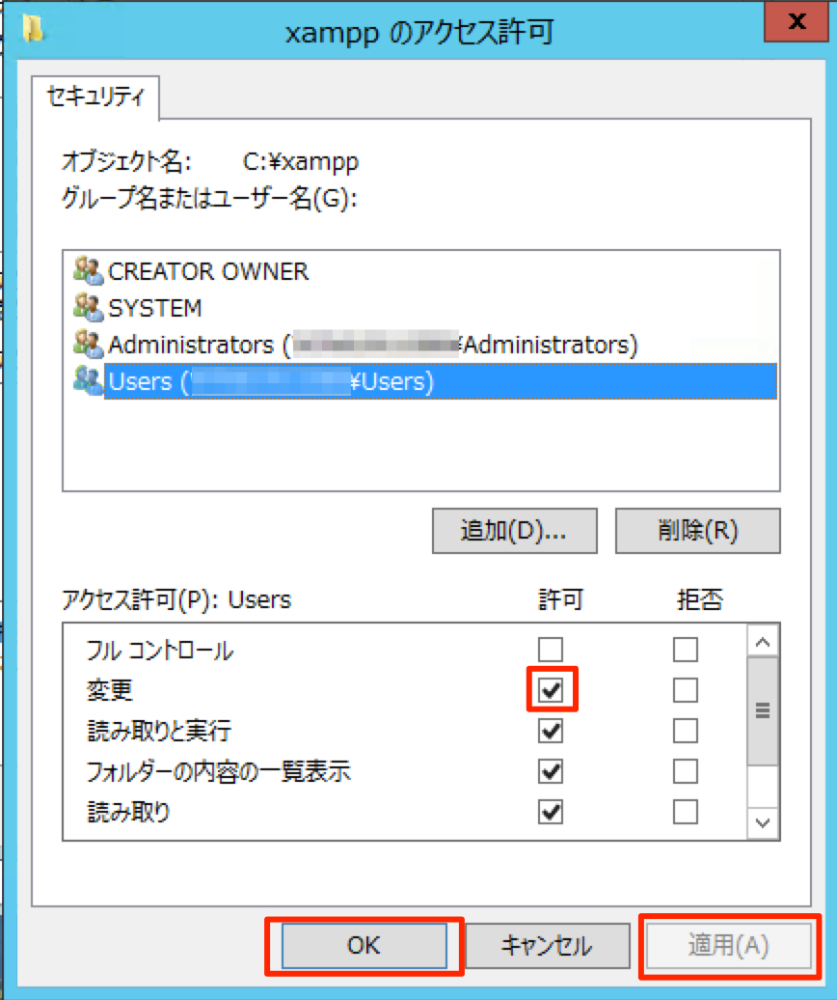 xampp のアクセス許可
x
セキュリティ
オブジェクト名: C:¥xampp
グループ名またはユーザー名(G):
CREATOR OWNER
SYSTEM
Administrators (¥Administrators)
Users (¥Users)
追加(D)... 削除(R)
アクセス許可(P): Users 許可 拒否
フル コントロール
変更
読み取りと実行
フォルダーの内容の一覧表示
読み取り
OK キャンセル 適用(A)